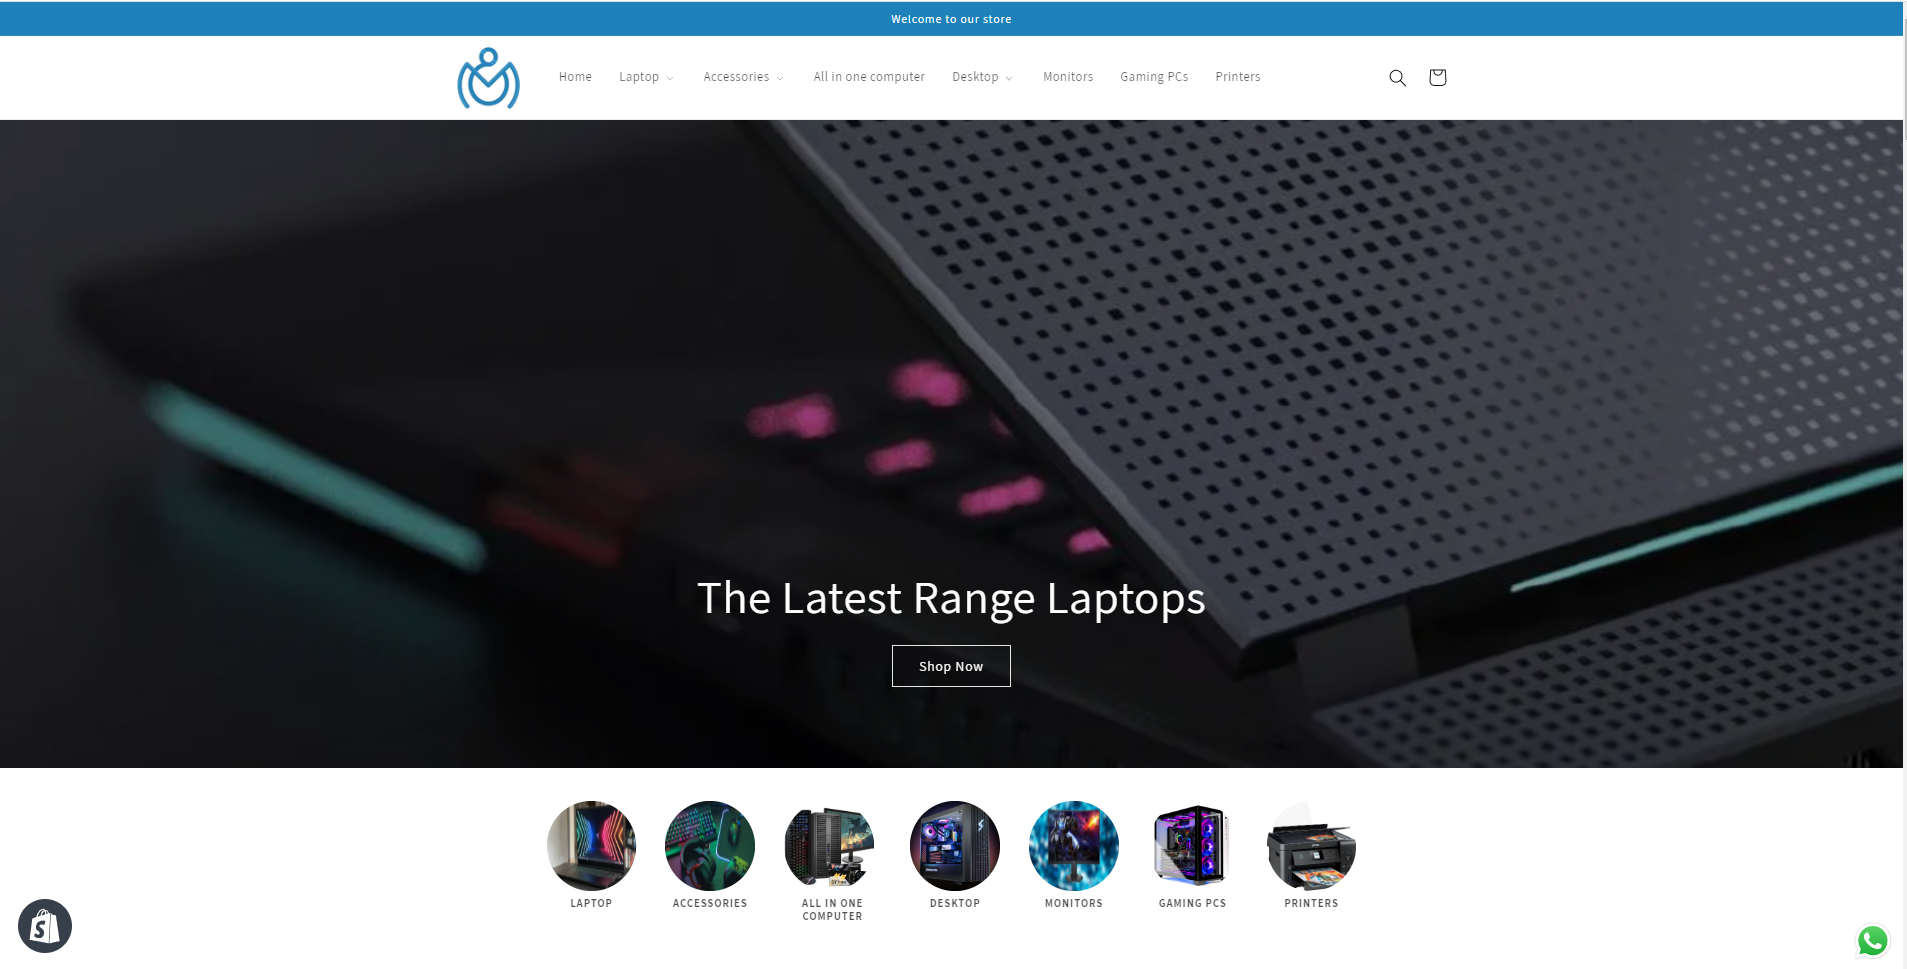 Welcome to our store
Home Laptop Accessories All in one computer Desktop Monitors Gaming PCs Printers
The Latest Range Laptops
Shop Now
LAPTOP
ACCESSORIES
ALL IN ONE
COMPUTER
DESKTOP
MONITORS
GAMING PCS
PRINTERS